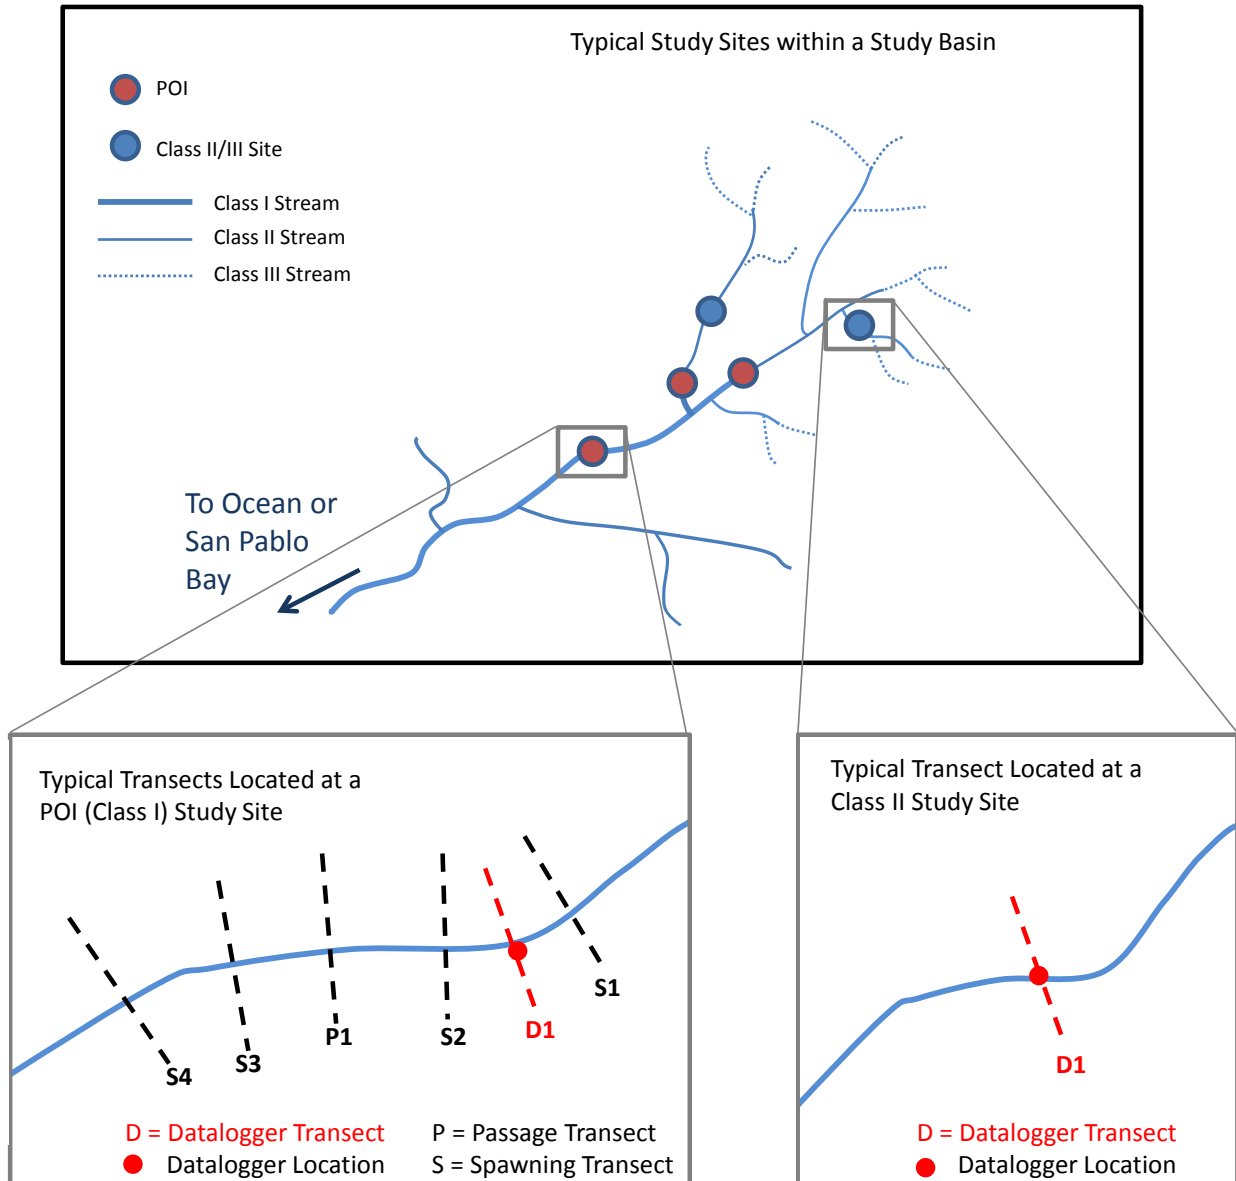 Typical Study Sites within a Study Basin
POI
Class II/III Site
Class I Stream
Class II Stream
Class III Stream
To Ocean or
San Pablo
Bay
Typical Transects Located at a
POI (Class I) Study Site
S4
S3
P1
S2
D1
S1
D = Datalogger Transect
P = Passage Transect
Datalogger Location
S = Spawning Transect
Typical Transect Located at a
Class II Study Site
D1
D = Datalogger Transect
Datalogger Location